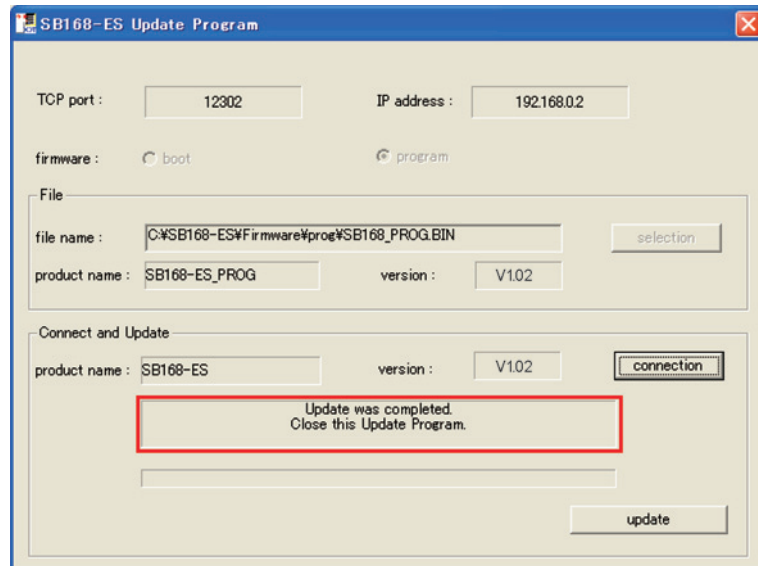 SB168-ES Update Program
TCP port : 12302 IP address : 192.168.0.2
firmware : boot program
File
file name : C:¥SB168-ES¥Firmware¥prog¥SB168_PROG.BIN selection
product name : SB168-ES_PROG version : V1.02
Connect and Update
product name : SB168-ES version : V1.02 connection
Update was completed.
Close this Update Program.
update